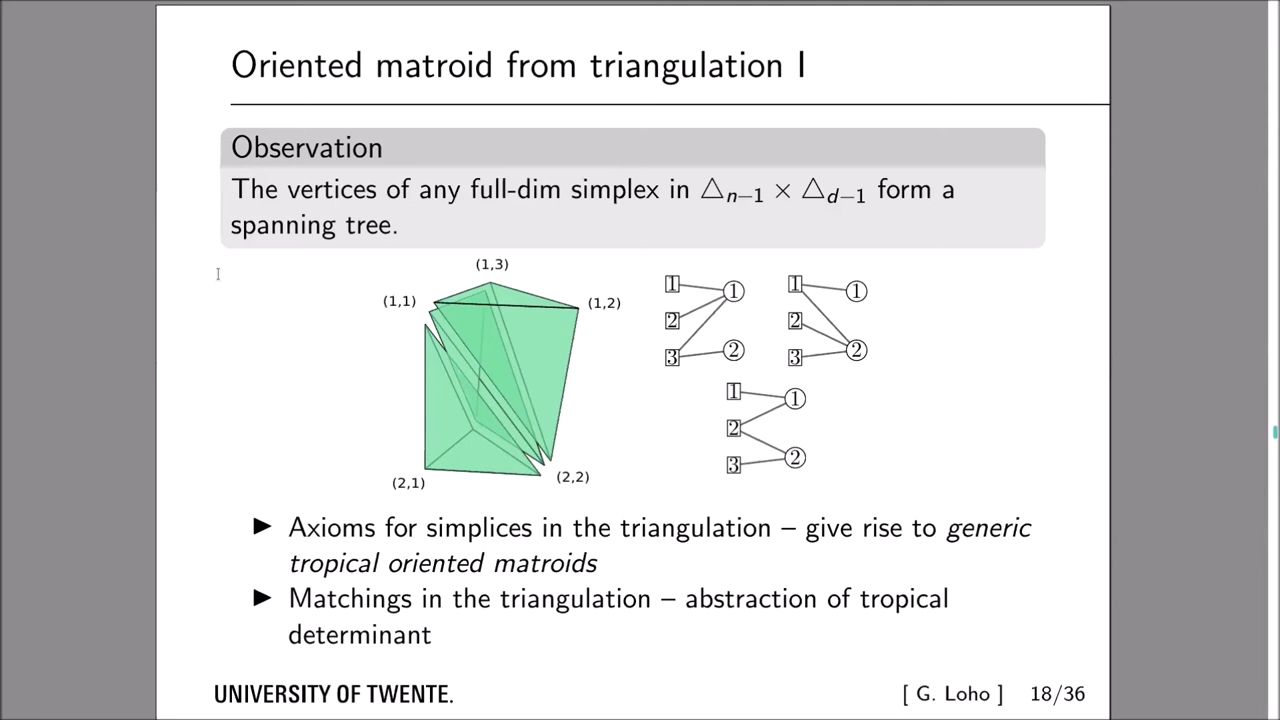 Oriented matroid from triangulation I
Observation
The vertices of any full-dim simplex in △n−1 × △d−1 form a
spanning tree.
(1,3)
(1,1)
(1,2)
(2,1)
(2,2)
1
2
3
1
2
1
2
3
1
2
1
2
3
1
2
▶ Axioms for simplices in the triangulation – give rise to generic
tropical oriented matroids
▶ Matchings in the triangulation – abstraction of tropical
determinant
UNIVERSITY OF TWENTE.
[ G. Loho ] 18/36